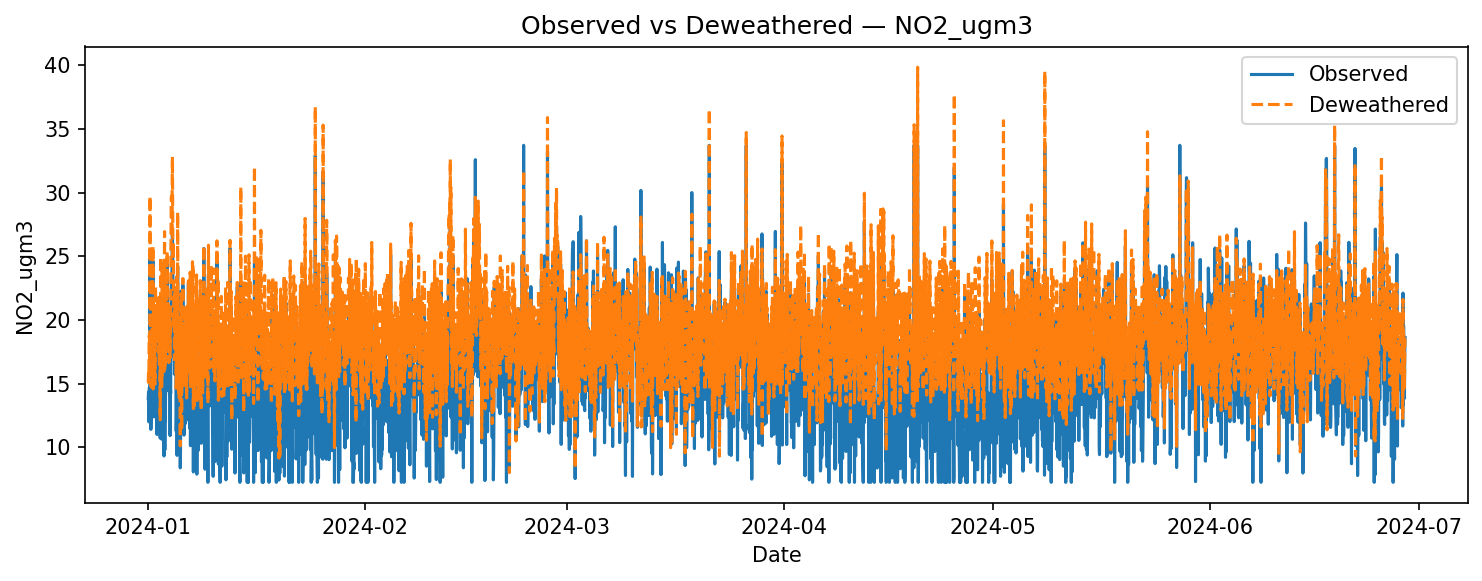 Observed vs Deweathered — NO2_ugm3
Observed
Deweathered
NO2_ugm3
40
35
30
25
20
15
10
2024-01
2024-02
2024-03
2024-04
2024-05
2024-06
2024-07
Date